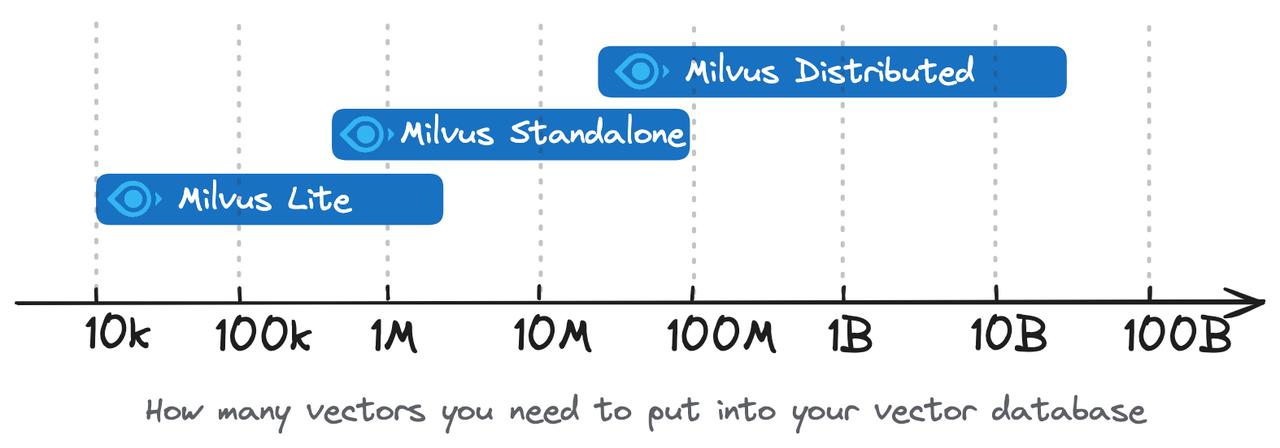 Milvus Distributed
Milvus Standalone
Milvus Lite
10k 100k 1M 10M 100M 1B 10B 100B
How many vectors you need to put into your vector database